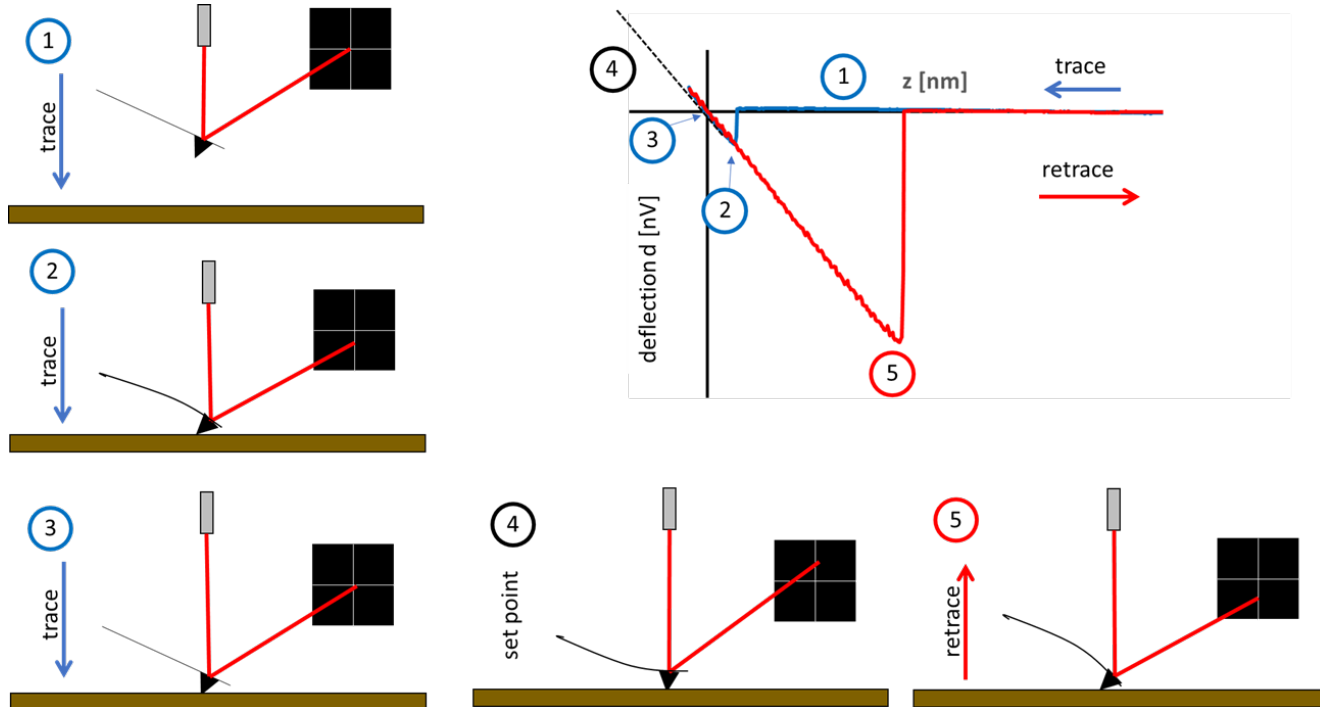 1
trace
2
trace
3
trace
4
set point
5
retrace
4
1
z [nm]
trace
3
2
retrace
deflection d [nV]
5